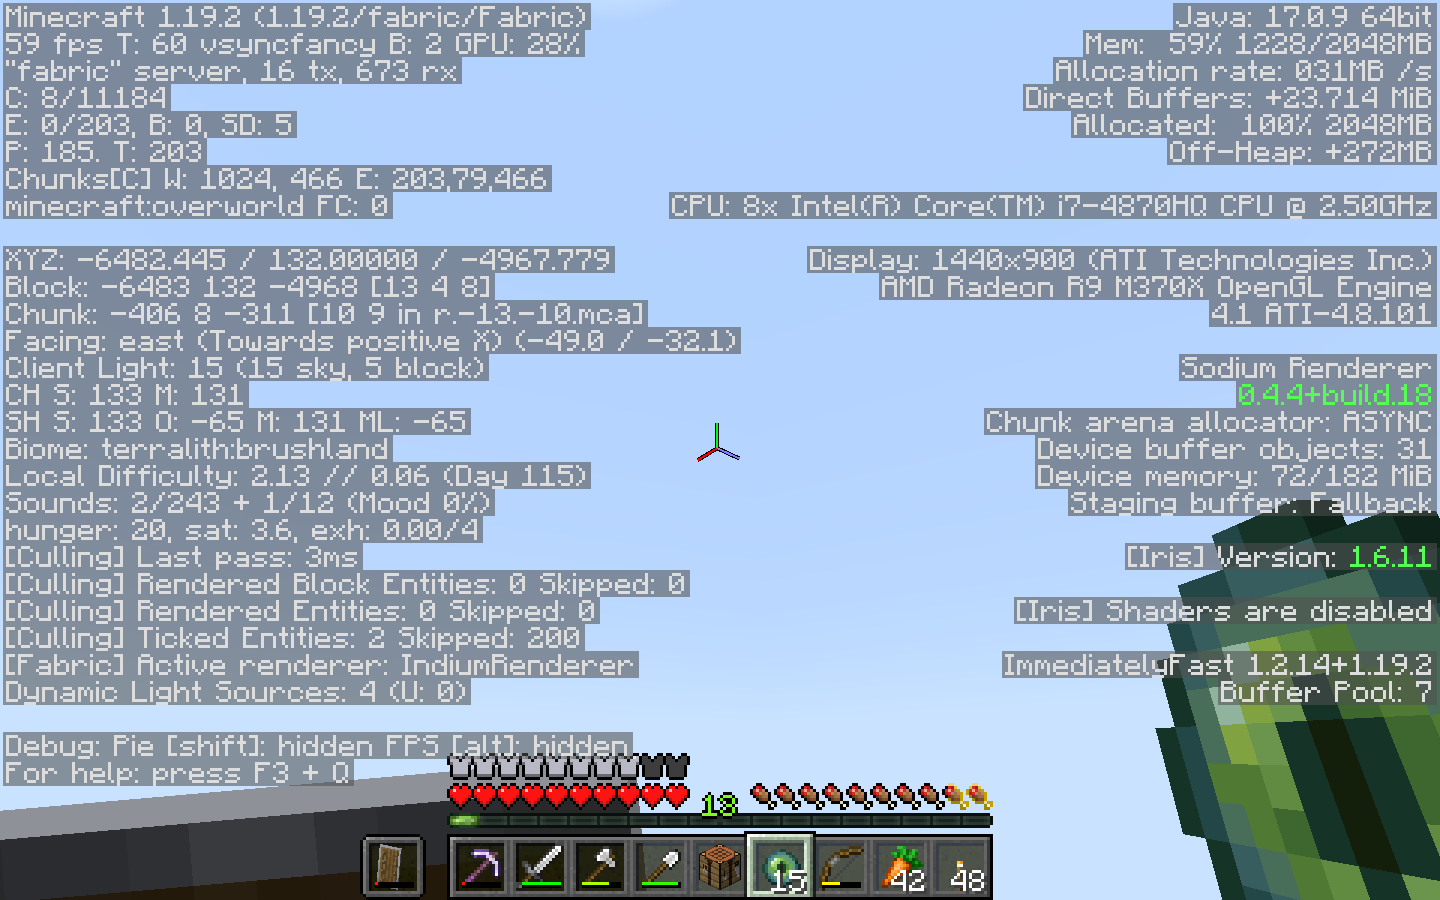 Minecraft 1.19.2 (1.19.2/fabric/Fabric)
59 fps T: 60 vsyncfancy B: 2 GPU: 28%
"fabric" server, 16 tx, 673 rx
C: 8/11184
E: 0/203, B: 0, SD: 5
P: 185. T: 203
Chunks[C] W: 1024, 466 E: 203,79,466
minecraft:overworld FC: 0
XYZ: -6482.445 / 132.00000 / -4967.779
Block: -6483 132 -4968 [13 4 8]
Chunk: -406 8 -311 [10 9 in r.-13.-10.mca]
Facing: east (Towards positive X) (-49.0 / -32.1)
Client Light: 15 (15 sky, 5 block)
CH S: 133 M: 131
SH S: 133 O: -65 M: 131 ML: -65
Biome: terralith:brushland
Local Difficulty: 2.13 // 0.06 (Day 115)
Sounds: 2/243 + 1/12 (Mood 0%)
hunger: 20, sat: 3.6, exh: 0.00/4
[Culling] Last pass: 3ms
[Culling] Rendered Block Entities: 0 Skipped: 0
[Culling] Rendered Entities: 0 Skipped: 0
[Culling] Ticked Entities: 2 Skipped: 200
[Fabric] Active renderer: IndiumRenderer
Dynamic Light Sources: 4 (U: 0)
Debug: Pie [shift]: hidden FPS [alt]: hidden
For help: press F3 + Q
Java: 17.0.9 64bit
Mem: 59% 1228/2048MB
Allocation rate: 031MB /s
Direct Buffers: +23.714 MiB
Allocated: 100% 2048MB
Off-Heap: +272MB
CPU: 8x Intel(R) Core(TM) i7-4870HQ CPU @ 2.50GHz
Display: 1440x900 (ATI Technologies Inc.)
AMD Radeon R9 M370X OpenGL Engine
4.1 ATI-4.8.101
Sodium Renderer
0.4.4+build.18
Chunk arena allocator: ASYNC
Device buffer objects: 31
Device memory: 72/182 MiB
Staging buffer: Fallback
[Iris] Version: 1.6.11
[Iris] Shaders are disabled
ImmediatelyFast 1.2.14+1.19.2
Buffer Pool: 7
13
15
42
48